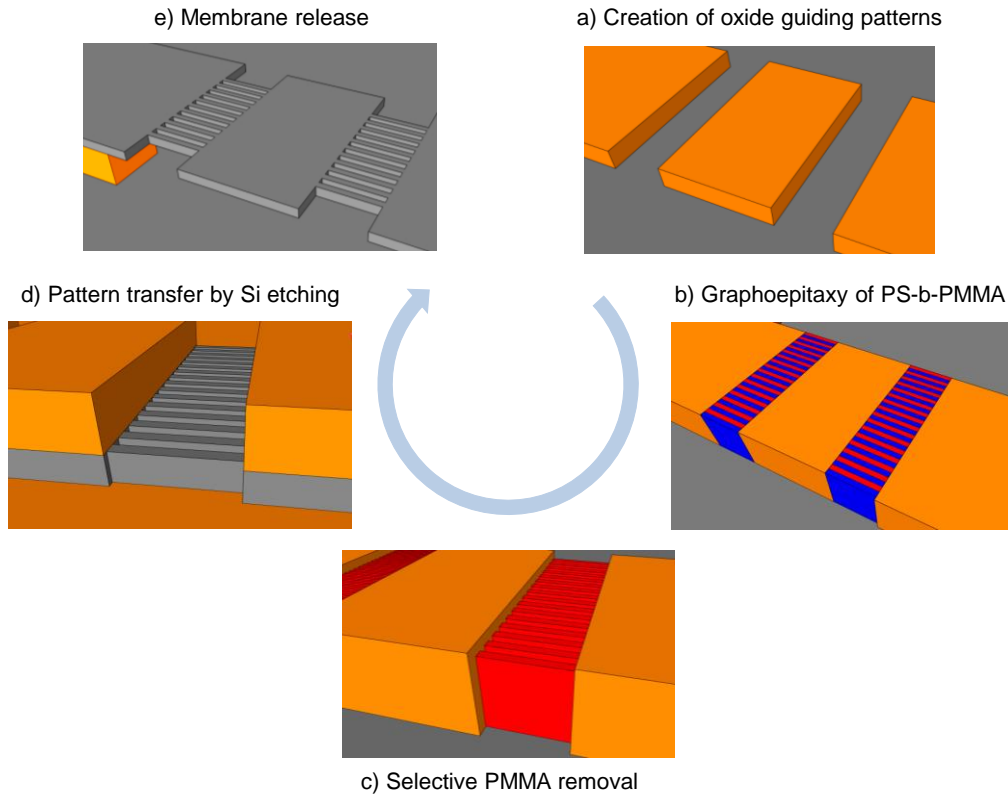 e) Membrane release
a) Creation of oxide guiding patterns
d) Pattern transfer by Si etching
b) Graphoepitaxy of PS-b-PMMA
c) Selective PMMA removal